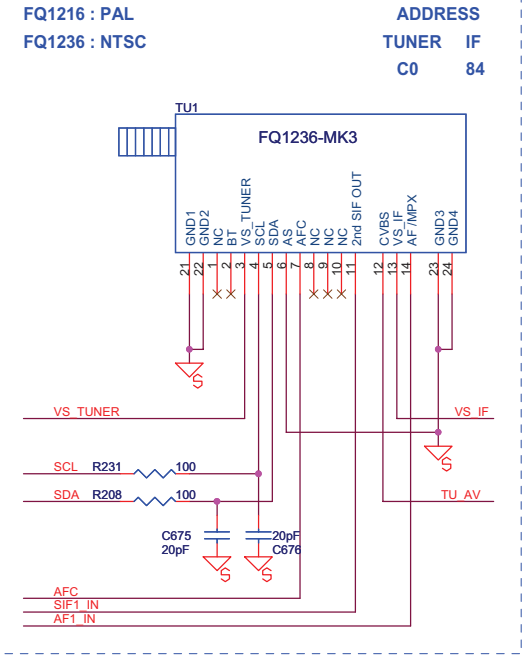 FQ1216 : PAL
FQ1236 : NTSC
ADDRESS
TUNER IF
C0 84
TU1
FQ1236-MK3
GND1
GND2
NC
BT
VS_TUNER
SCL
SDA
AS
AFC
NC
NC
NC
2nd SIF OUT
CVBS
VS_IF
AF /MPX
GND3
GND4
21
22
1
2
3
4
5
6
7
8
9
10
11
12
13
14
23
24
S
VS_TUNER
VS_IF
S
SCL R231 100
SDA R208 100
TU_AV
C675
20pF
20pF
C676
S
S
AFC
SIF1_IN
AF1_IN